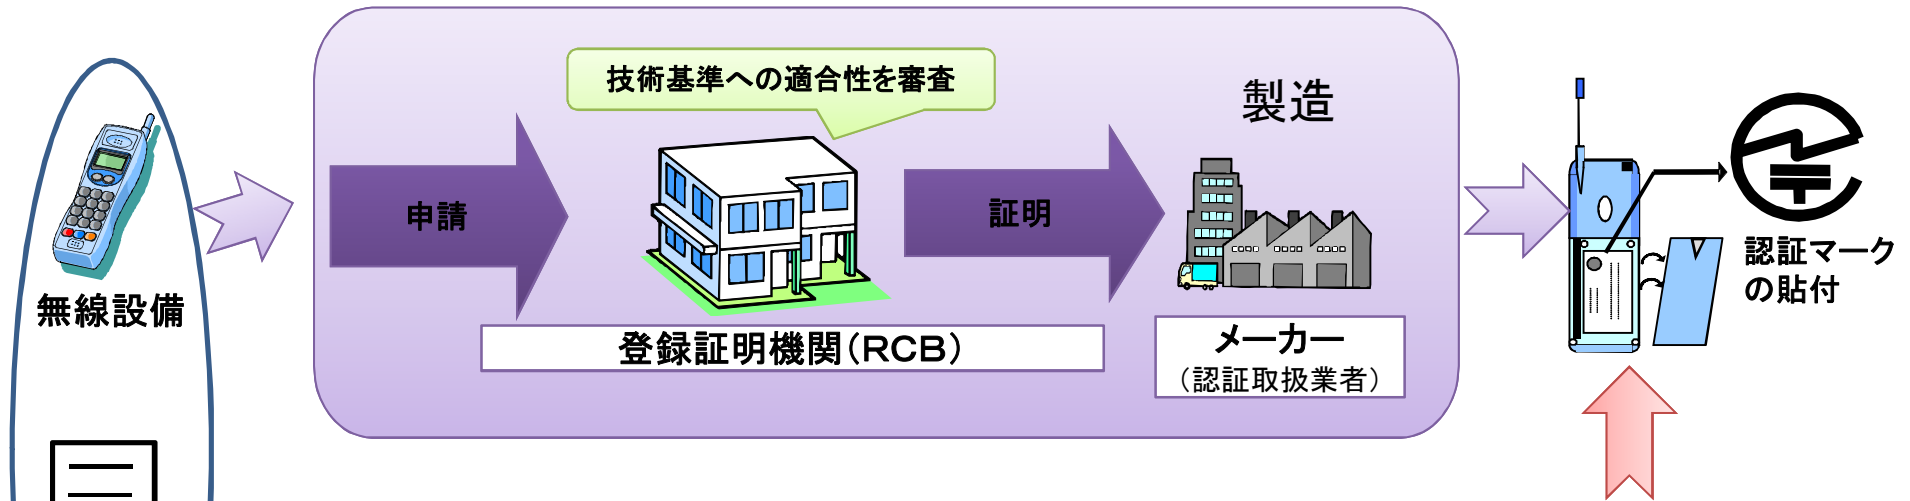 技術基準への適合性を審査
製造
申請
証明
認証マーク
の貼付
無線設備
登録証明機関(RCB)
メーカー
(認証取扱業者)